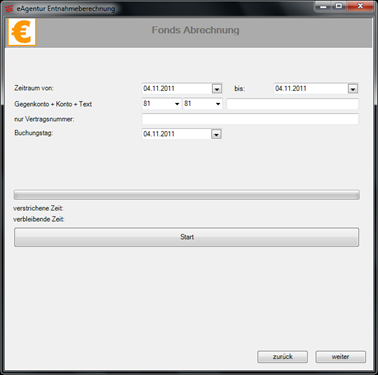 eAgentur Entnahmeberechnung
€ Fonds Abrechnung
Zeitraum von: 04.11.2011 bis: 04.11.2011
Gegenkonto + Konto + Text 81 81
nur Vertragsnummer:
Buchungstag: 04.11.2011
verstrichene Zeit:
verbleibende Zeit:
Start
zurück weiter